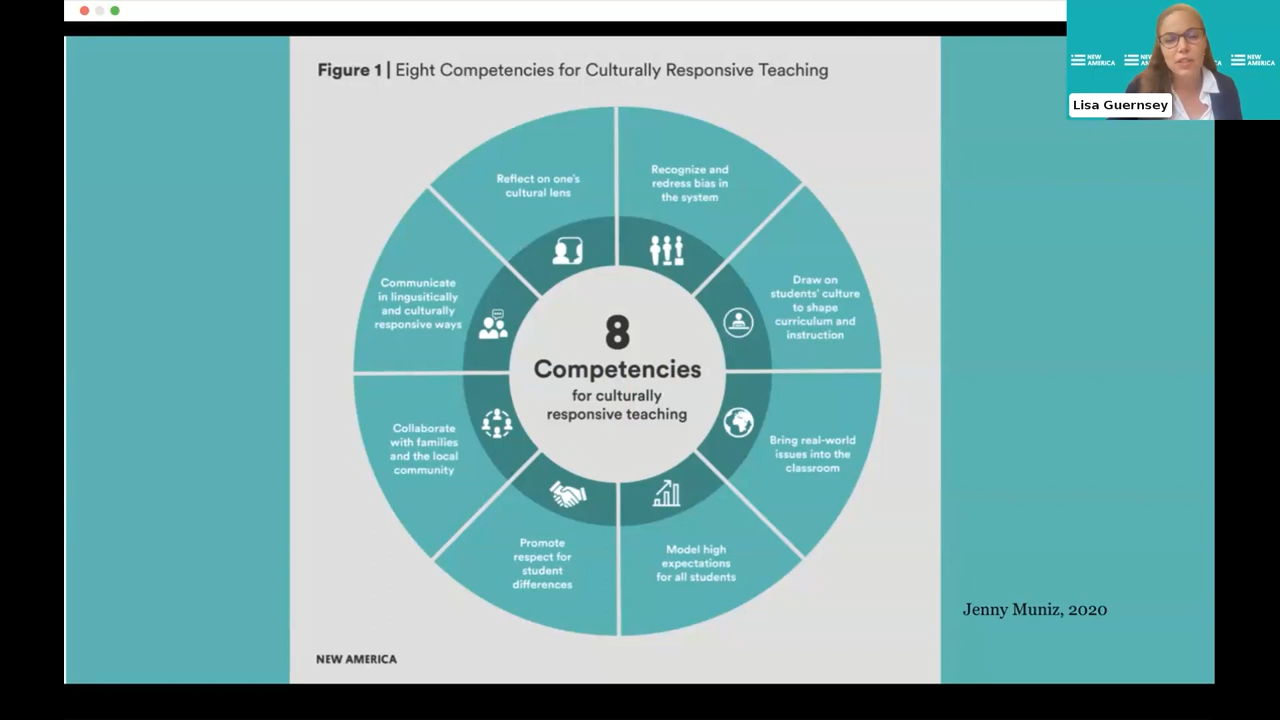 Figure 1 | Eight Competencies for Culturally Responsive Teaching
Reflect on one's
cultural lens
Recognize and
redress bias in
the system
Draw on
students' culture
to shape
curriculum and
instruction
Bring real-world
issues into the
classroom
Model high
expectations
for all students
Promote
respect for
student
differences
Collaborate
with families
and the local
community
Communicate
in lingusitically
and culturally
responsive ways
8
Competencies
for culturally
responsive teaching
NEW AMERICA
Jenny Muniz, 2020
NEW
AMERICA
NEW
AMERICA
Lisa Guernsey